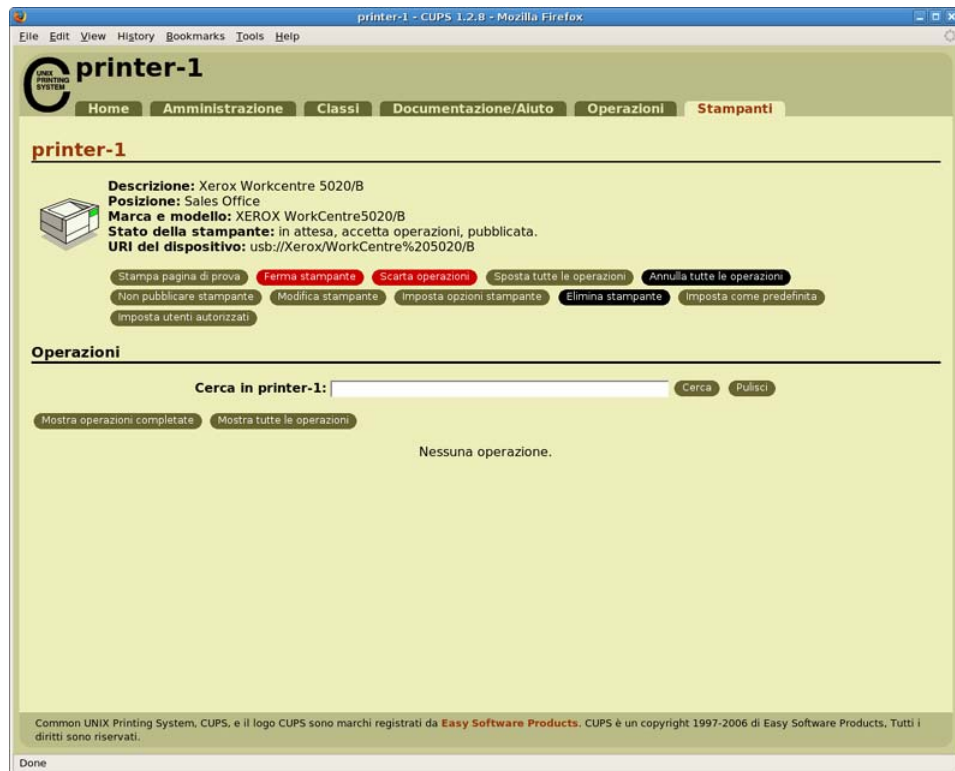 printer-1 - CUPS 1.2.8 - Mozilla Firefox
File Edit View History Bookmarks Tools Help
UNIX PRINTING SYSTEM
printer-1
Home Amministrazione Classi Documentazione/Aiuto Operazioni Stampanti
printer-1
Descrizione: Xerox Workcentre 5020/B
Posizione: Sales Office
Marca e modello: XEROX WorkCentre5020/B
Stato della stampante: in attesa, accetta operazioni, pubblicata.
URI del dispositivo: usb://Xerox/WorkCentre%205020/B
Stampa pagina di prova Ferma stampante Scarta operazioni Sposta tutte le operazioni Annulla tutte le operazioni
Non pubblicare stampante Modifica stampante Imposta opzioni stampante Elimina stampante Imposta come predefinita
Imposta utenti autorizzati
Operazioni
Cerca in printer-1: Cerca Pulisci
Mostra operazioni completate Mostra tutte le operazioni
Nessuna operazione.
Common UNIX Printing System, CUPS, e il logo CUPS sono marchi registrati da Easy Software Products. CUPS è un copyright 1997-2006 di Easy Software Products, Tutti i
diritti sono riservati.
Done